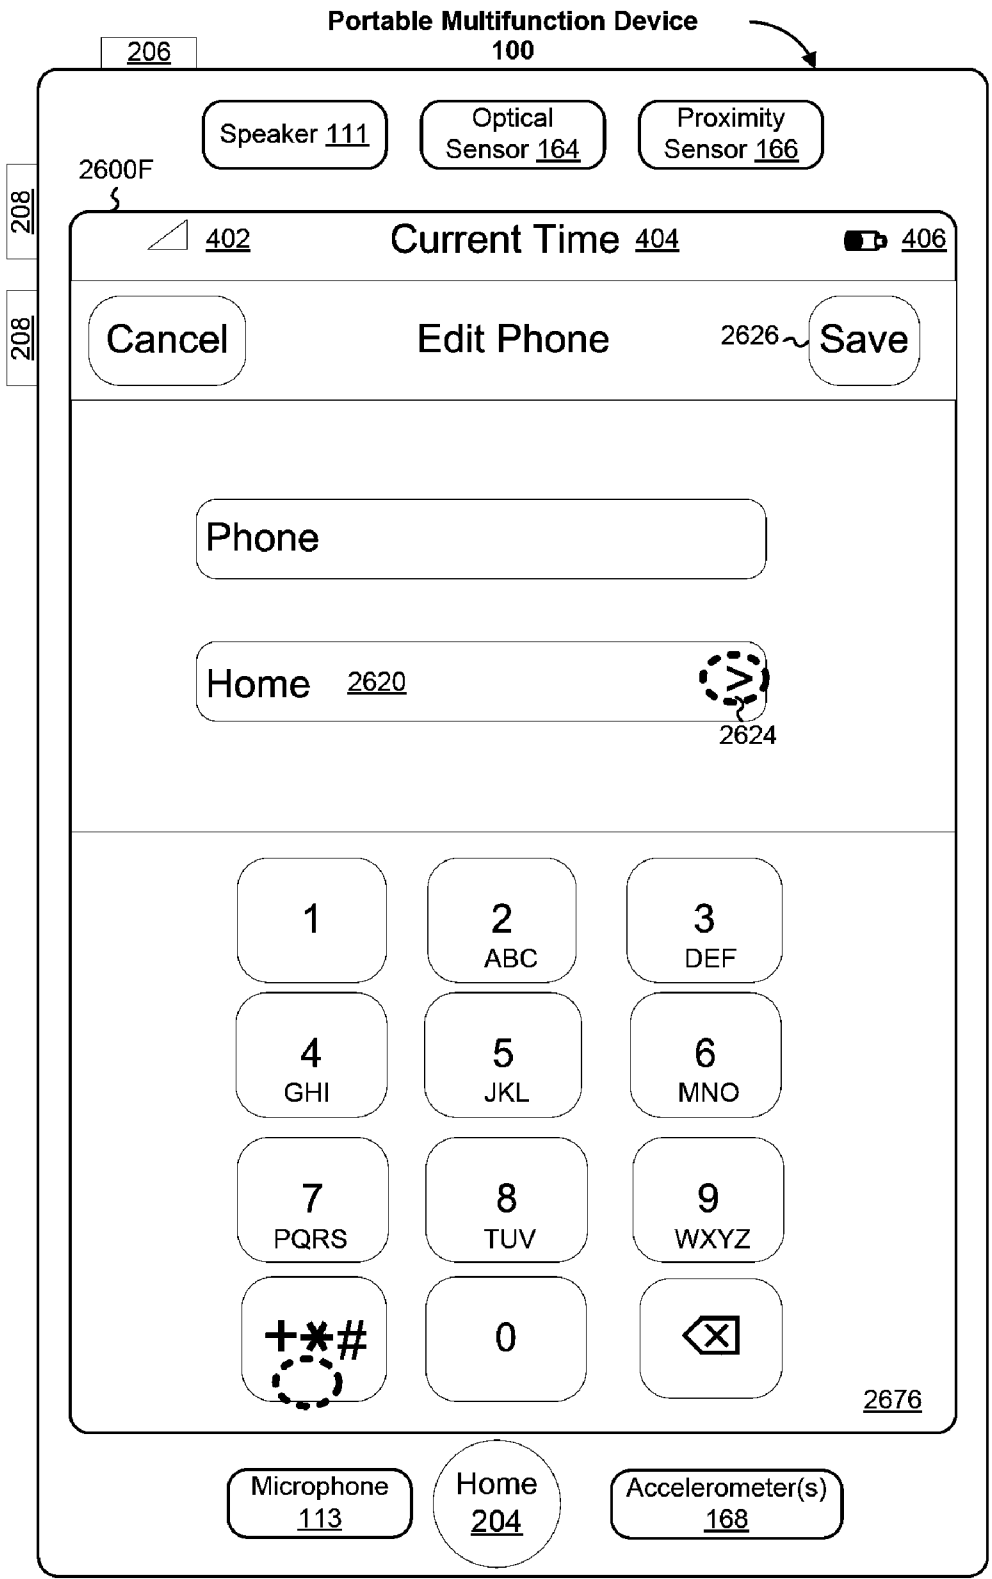 Portable Multifunction Device
100
206
Speaker 111
Optical
Sensor 164
Proximity
Sensor 166
2600F
208
402
Current Time 404
406
208
Cancel
Edit Phone
2626
Save
Phone
Home 2620 >
2624
1
2
ABC
3
DEF
4
GHI
5
JKL
6
MNO
7
PQRS
8
TUV
9
WXYZ
+*#
0
2676
Microphone
113
Home
204
Accelerometer(s)
168